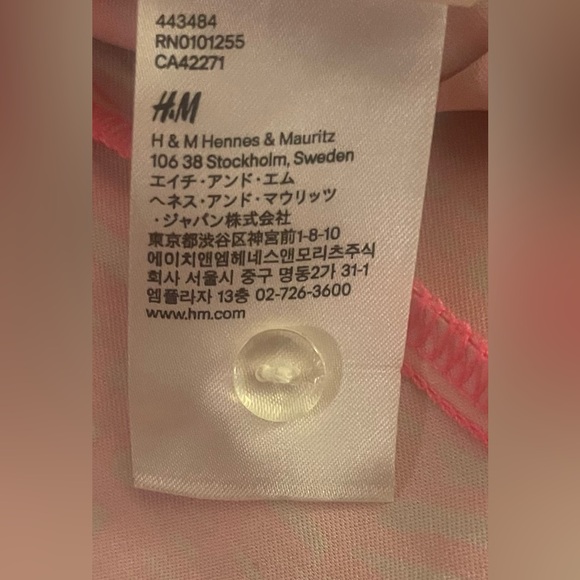 443484
RN0101255
CA42271
H&M
H & M Hennes & Mauritz
106 38 Stockholm, Sweden
エイチ・アンド・エム
ヘネス・アンド・マウリッツ
・ジャパン株式会社
東京都渋谷区神宮前1-8-10
에이치앤엠헤네스앤모리츠주식
회사 서울시 중구 명동2가 31-1
엠플라자 13층 02-726-3600
www.hm.com